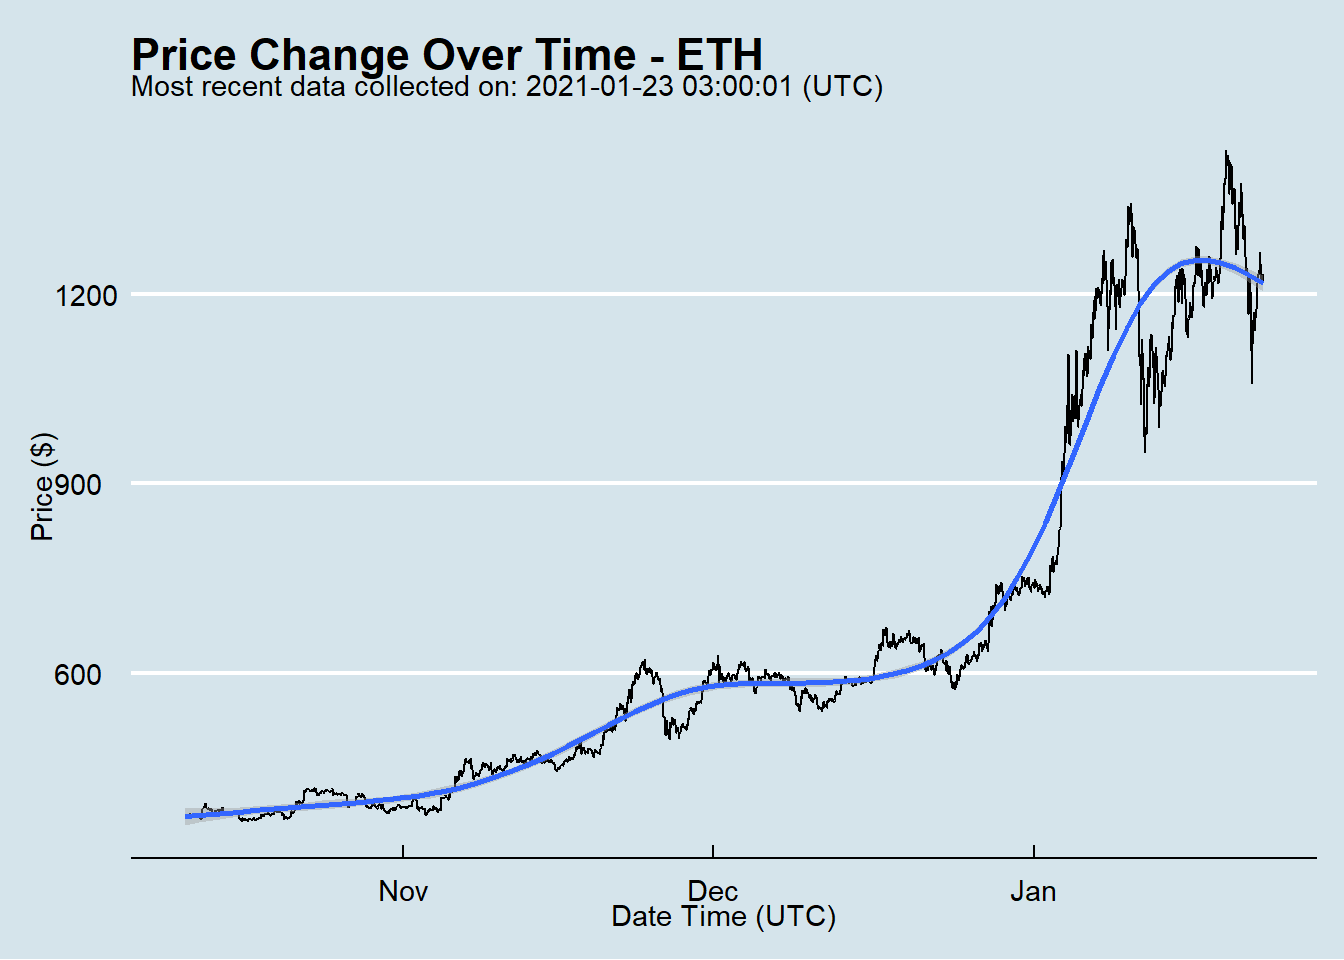 Price Change Over Time - ETH
Most recent data collected on: 2021-01-23 03:00:01 (UTC)
1200
900
600
Price ($)
Nov
Dec
Jan
Date Time (UTC)